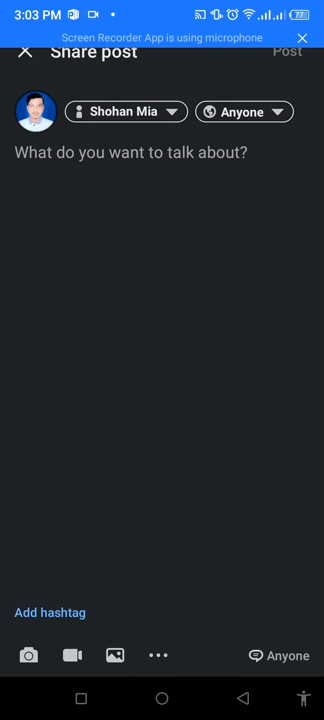 3:03 PM
77
Screen Recorder App is using microphone
Share post
Post
Shohan Mia
Anyone
What do you want to talk about?
Add hashtag
Anyone